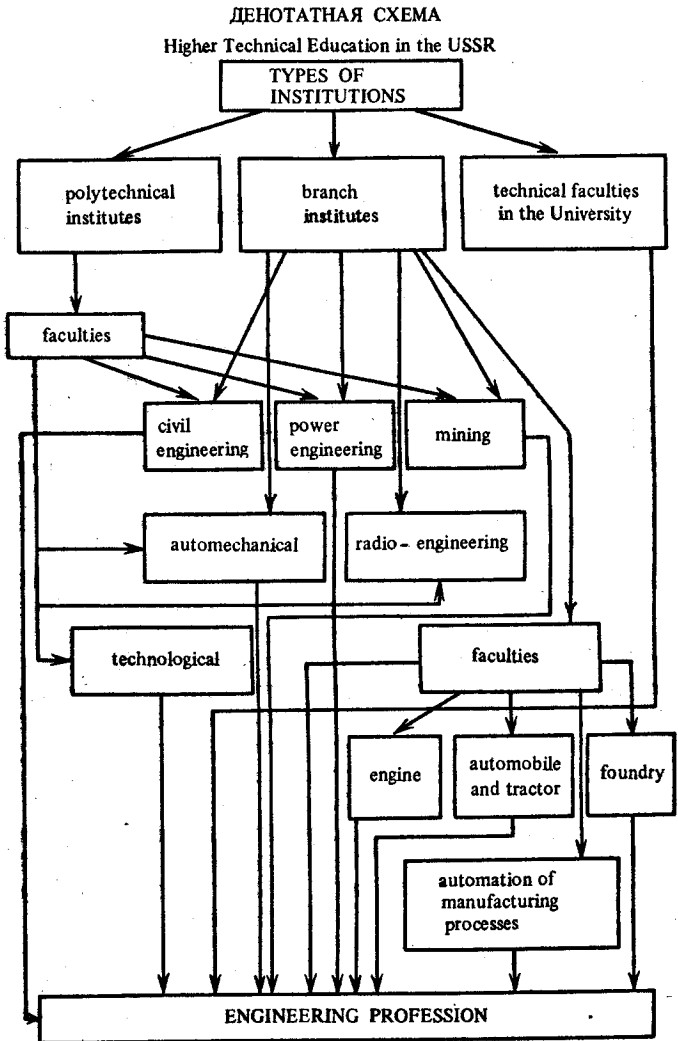 ДЕНОТАТНАЯ СХЕМА
Higher Technical Education in the USSR
TYPES OF
INSTITUTIONS
polytechnical
institutes
branch
institutes
technical faculties
in the University
faculties
civil
engineering
power
engineering
mining
automechanical
radio – engineering
technological
faculties
engine
automobile
and tractor
foundry
automation of
manufacturing
processes
ENGINEERING PROFESSION